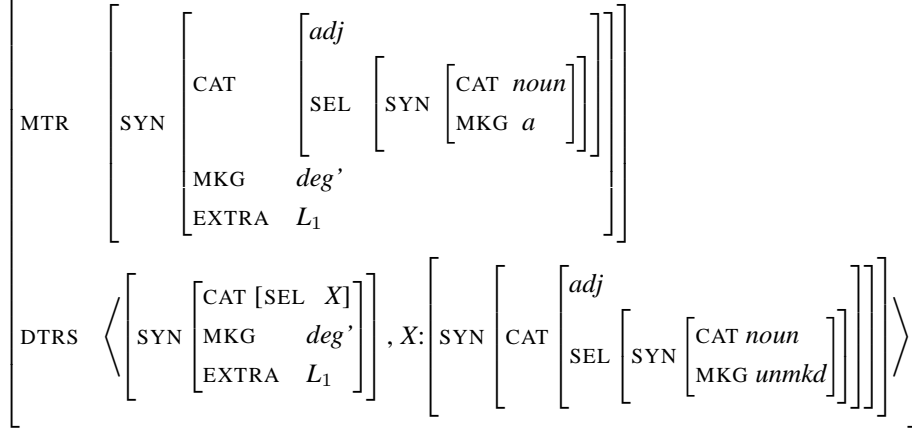 adj
CAT
SEL SYN CAT noun
MKG a
MTR SYN
MKG deg’
EXTRA L1
DTRS SYN CAT [SEL X]
MKG deg’
EXTRA L1
, X: SYN CAT adj
SEL SYN CAT noun
MKG unmkd